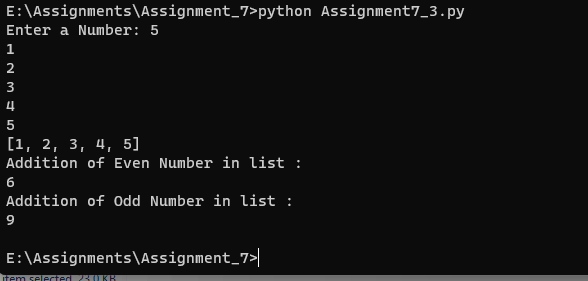 E:\Assignments\Assignment_7>python Assignment7_3.py
Enter a Number: 5
1
2
3
4
5
[1, 2, 3, 4, 5]
Addition of Even Number in list :
6
Addition of Odd Number in list :
9
E:\Assignments\Assignment_7>
item selected 23.0 KB